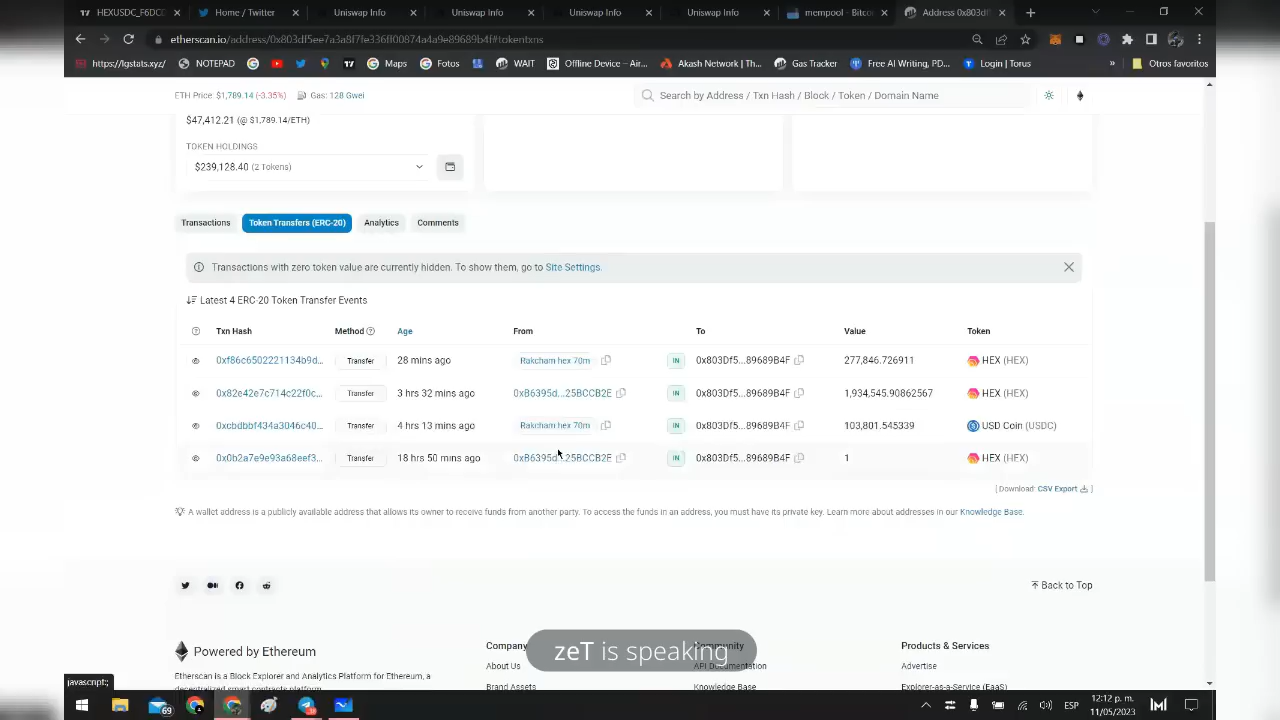 HEXUSDC_F6DCD
Home / Twitter
Uniswap Info
Uniswap Info
Uniswap Info
Uniswap Info
mempool - Bitcoi
Address 0x803df
etherscan.io/address/0x803df5ee7a3a8f7fe336ff00874a4a9e89689b4f#tokentxns
https://lgstats.xyz/
NOTEPAD
Maps
Fotos
WAIT
Offline Device – Air...
Akash Network | Th...
Gas Tracker
Free AI Writing, PD...
Login | Torus
»
Otros favoritos
ETH Price: $1,789.14 (-3.35%)
Gas: 128 Gwei
Search by Address / Txn Hash / Block / Token / Domain Name
$47,412.21 (@ $1,789.14/ETH)
TOKEN HOLDINGS
$239,128.40 (2 Tokens)
Transactions
Token Transfers (ERC-20)
Analytics
Comments
Transactions with zero token value are currently hidden. To show them, go to Site Settings.
Latest 4 ERC-20 Token Transfer Events
Txn Hash Method Age From To Value Token
0xf86c6502221134b9d... Transfer 28 mins ago Rakcham hex 70m IN 0x803Df5...89689B4F 277,846.726911 HEX (HEX)
0x82e42e7c714c22f0c... Transfer 3 hrs 32 mins ago 0xB6395d...25BCCB2E IN 0x803Df5...89689B4F 1,934,545.90862567 HEX (HEX)
0xcbdbbf434a3046c40... Transfer 4 hrs 13 mins ago Rakcham hex 70m IN 0x803Df5...89689B4F 103,801.545339 USD Coin (USDC)
0x0b2a7e9e93a68eef3... Transfer 18 hrs 50 mins ago 0xB6395d...25BCCB2E IN 0x803Df5...89689B4F 1 HEX (HEX)
[ Download: CSV Export ]
A wallet address is a publicly available address that allows its owner to receive funds from another party. To access the funds in an address, you must have its private key. Learn more about addresses in our Knowledge Base.
Back to Top
Powered by Ethereum
Etherscan is a Block Explorer and Analytics Platform for Ethereum, a
decentralized smart contracts platform.
Company
About Us
Brand Assets
Community
API Documentation
Knowledge Base
Products & Services
Advertise
Explorer-as-a-Service (EaaS)
zeT is speaking
javascript:;
69
ESP
12:12 p. m.
11/05/2023